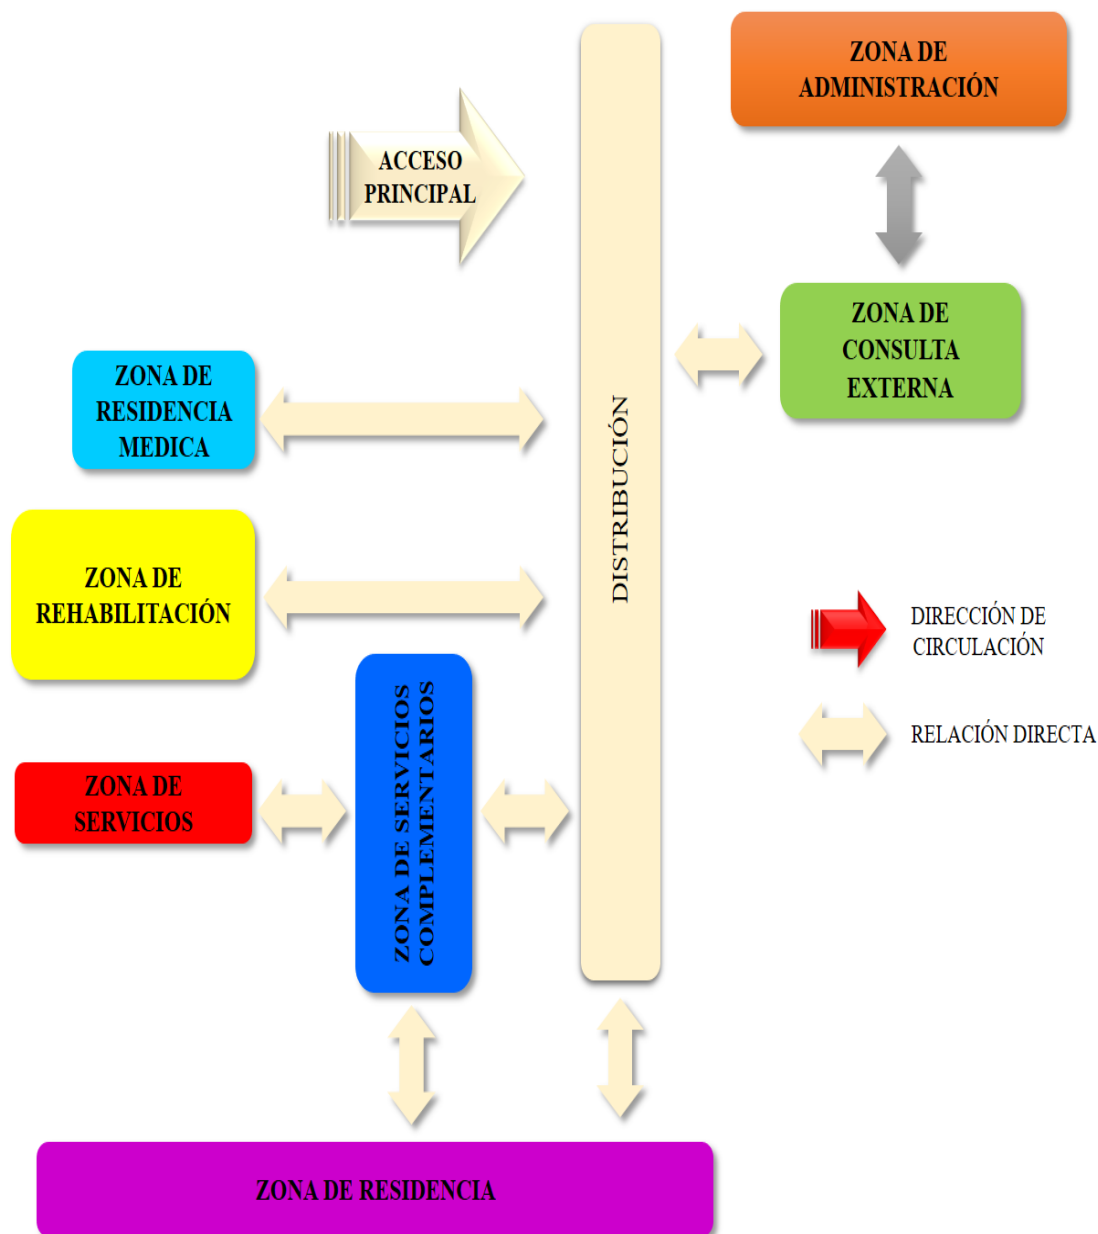 ZONA DE
ADMINISTRACIÓN
ACCESO
PRINCIPAL
ZONA DE
CONSULTA
EXTERNA
ZONA DE
RESIDENCIA
MEDICA
DISTRIBUCIÓN
ZONA DE
REHABILITACIÓN
DIRECCIÓN DE
CIRCULACIÓN
ZONA DE SERVICIOS
COMPLEMENTARIOS
RELACIÓN DIRECTA
ZONA DE
SERVICIOS
ZONA DE RESIDENCIA